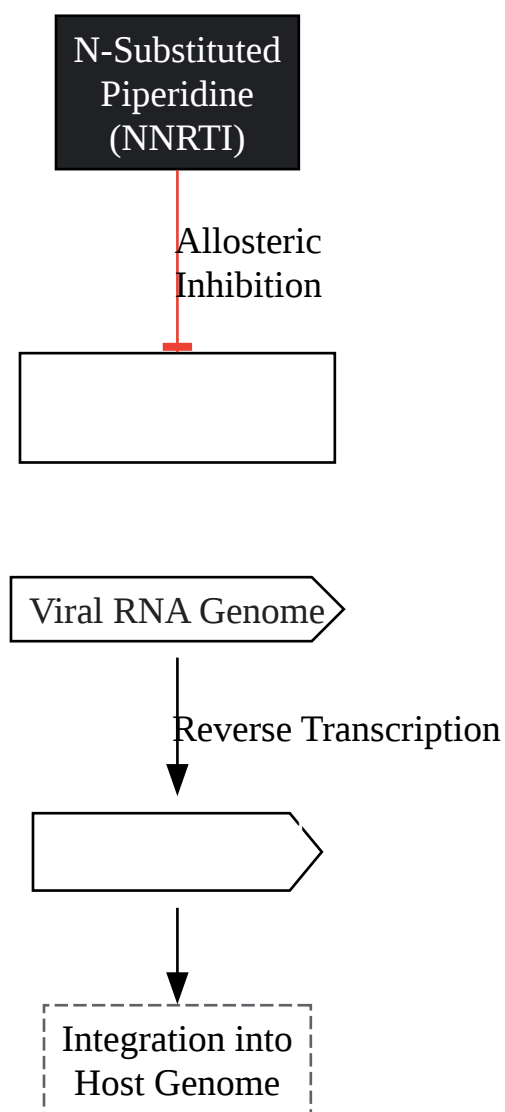 N-Substituted
Piperidine
(NNRTI)
Allosteric
Inhibition
Viral RNA Genome
Reverse Transcription
Integration into
Host Genome